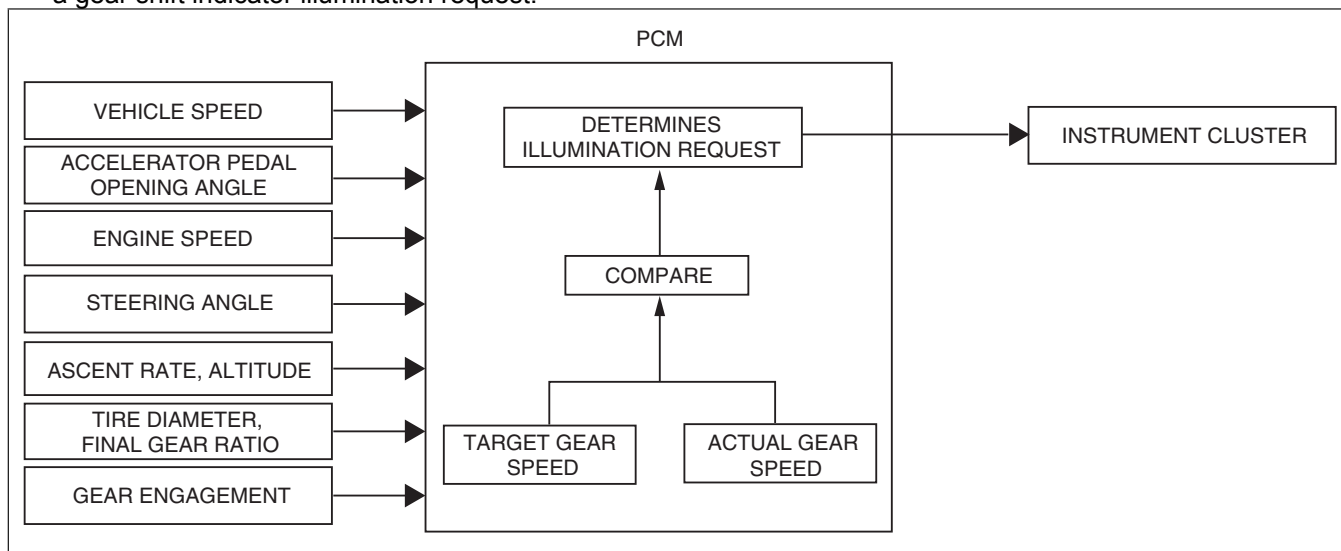 a gear shift indicator illumination request.
PCM
VEHICLE SPEED
ACCELERATOR PEDAL
OPENING ANGLE
ENGINE SPEED
STEERING ANGLE
ASCENT RATE, ALTITUDE
TIRE DIAMETER,
FINAL GEAR RATIO
GEAR ENGAGEMENT
DETERMINES
ILLUMINATION REQUEST
COMPARE
TARGET GEAR
SPEED
ACTUAL GEAR
SPEED
INSTRUMENT CLUSTER